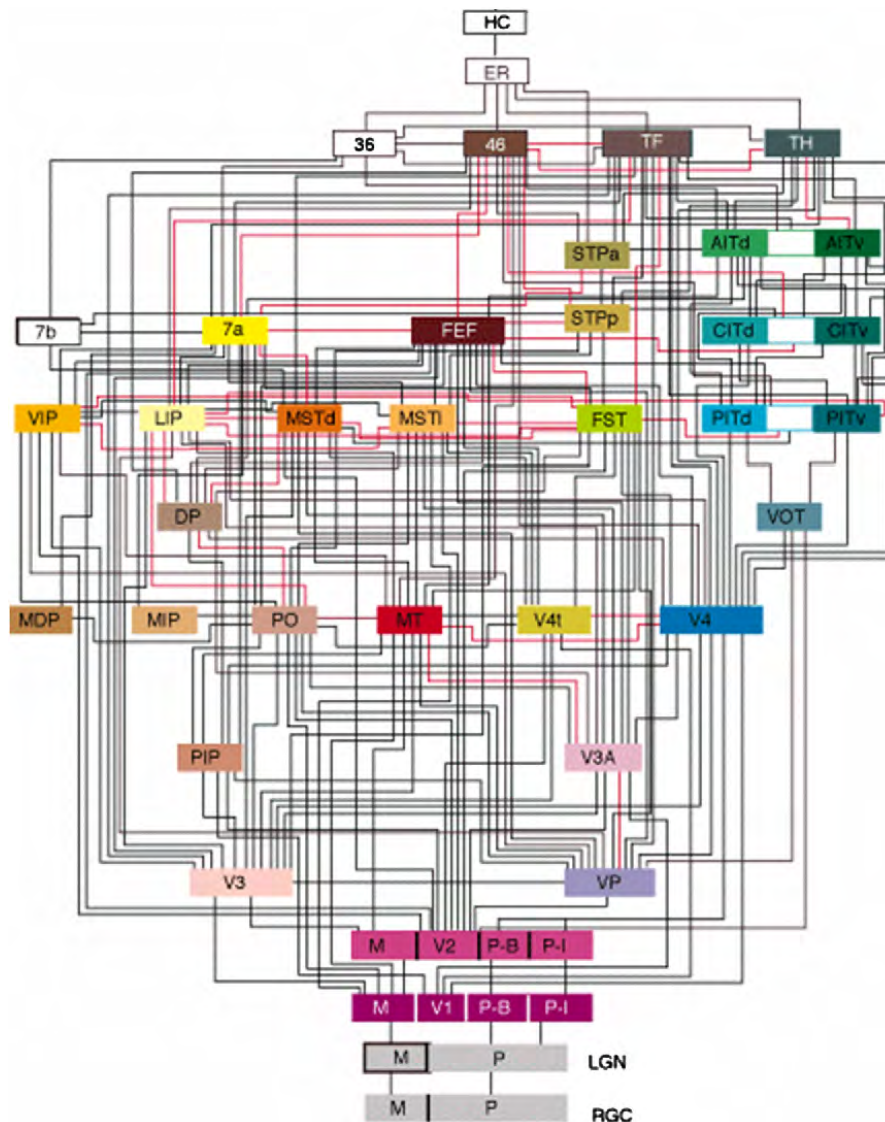 HC
ER
36 46 TF TH
STPa AITd AITv
7b 7a FEF STPp CITd CITv
VIP LIP MSTd MSTl FST PITd PITv
DP VOT
MDP MIP PO MT V4t V4
PIP V3A
V3 VP
M V2 P-B P-I
M V1 P-B P-I
M P LGN
M P RGC